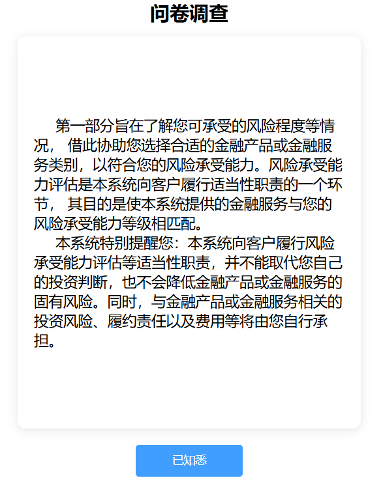 问卷调查
第一部分旨在了解您可承受的风险程度等情
况， 借此协助您选择合适的金融产品或金融服
务类别，以符合您的风险承受能力。风险承受能
力评估是本系统向客户履行适当性职责的一个环
节， 其目的是使本系统提供的金融服务与您的
风险承受能力等级相匹配。
本系统特别提醒您：本系统向客户履行风险
承受能力评估等适当性职责，并不能取代您自己
的投资判断，也不会降低金融产品或金融服务的
固有风险。同时，与金融产品或金融服务相关的
投资风险、履约责任以及费用等将由您自行承
担。
已知悉